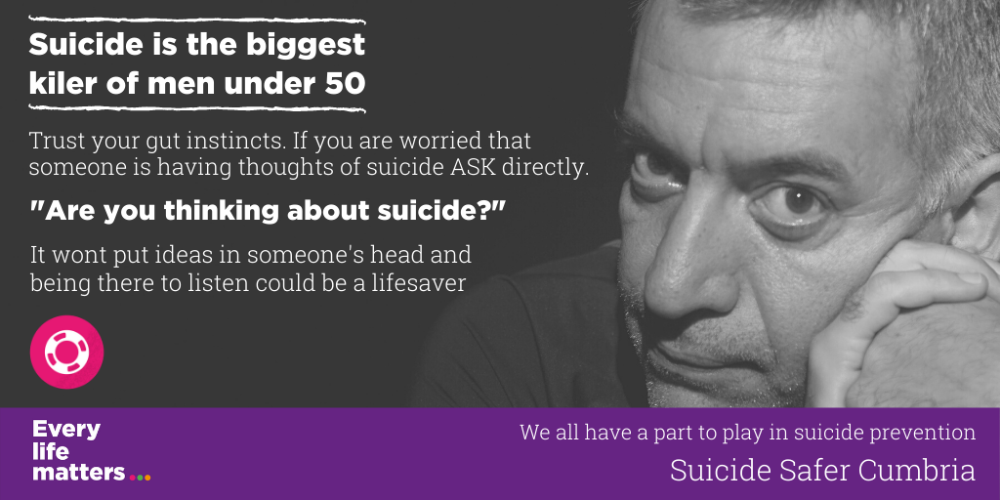 Suicide is the biggest
kiler of men under 50
Trust your gut instincts. If you are worried that
someone is having thoughts of suicide ASK directly.
"Are you thinking about suicide?"
It wont put ideas in someone's head and
being there to listen could be a lifesaver
Every
life
matters...
We all have a part to play in suicide prevention
Suicide Safer Cumbria